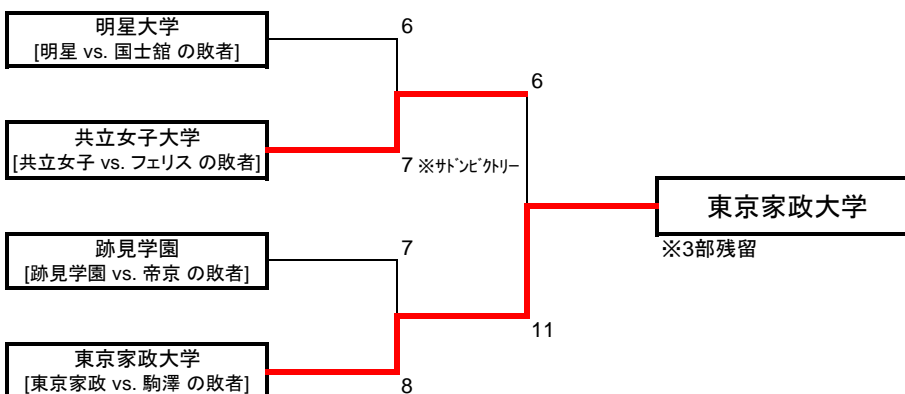 明星大学
[明星 vs. 国士舘 の敗者]
6
6
共立女子大学
[共立女子 vs. フェリス の敗者]
7 ※ｻﾄﾞﾝﾋﾞｸﾄﾘｰ
東京家政大学
※3部残留
跡見学園
[跡見学園 vs. 帝京 の敗者]
7
11
東京家政大学
[東京家政 vs. 駒澤 の敗者]
8